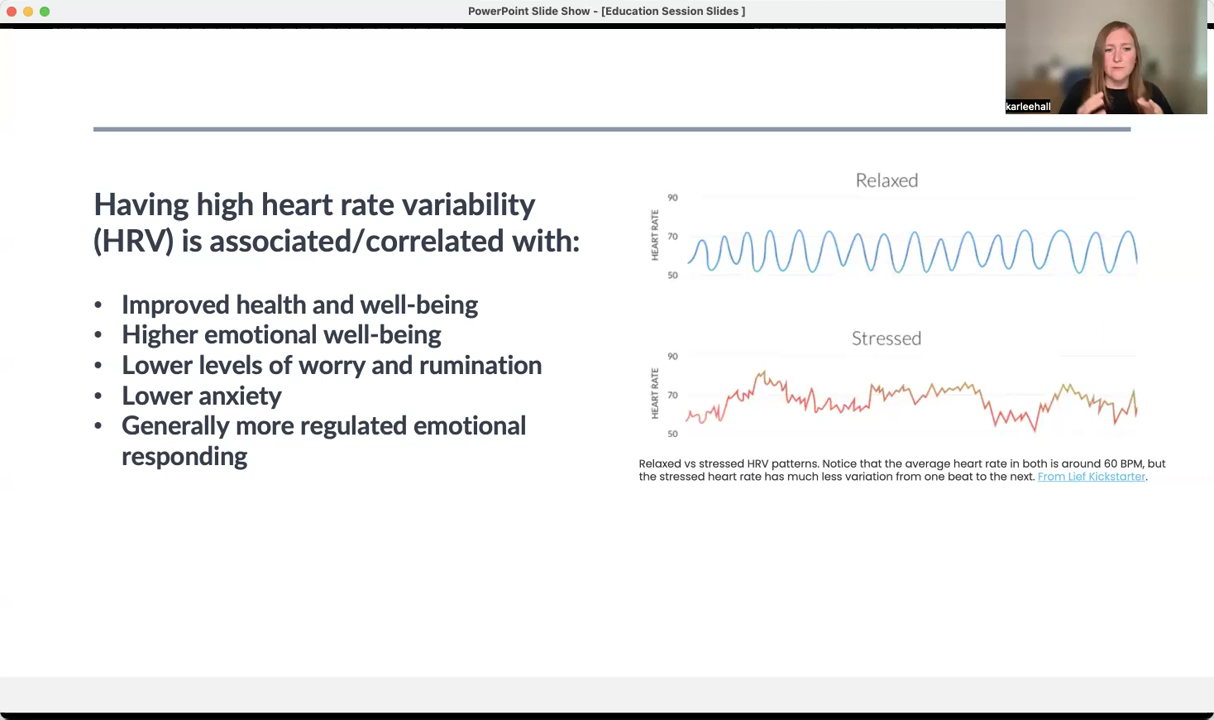 PowerPoint Slide Show - [Education Session Slides ]
karleehall
Having high heart rate variability
(HRV) is associated/correlated with:
• Improved health and well-being
• Higher emotional well-being
• Lower levels of worry and rumination
• Lower anxiety
• Generally more regulated emotional
responding
Relaxed
90
70
50
HEART RATE
Stressed
90
70
50
HEART RATE
Relaxed vs stressed HRV patterns. Notice that the average heart rate in both is around 60 BPM, but
the stressed heart rate has much less variation from one beat to the next. From Lief Kickstarter.